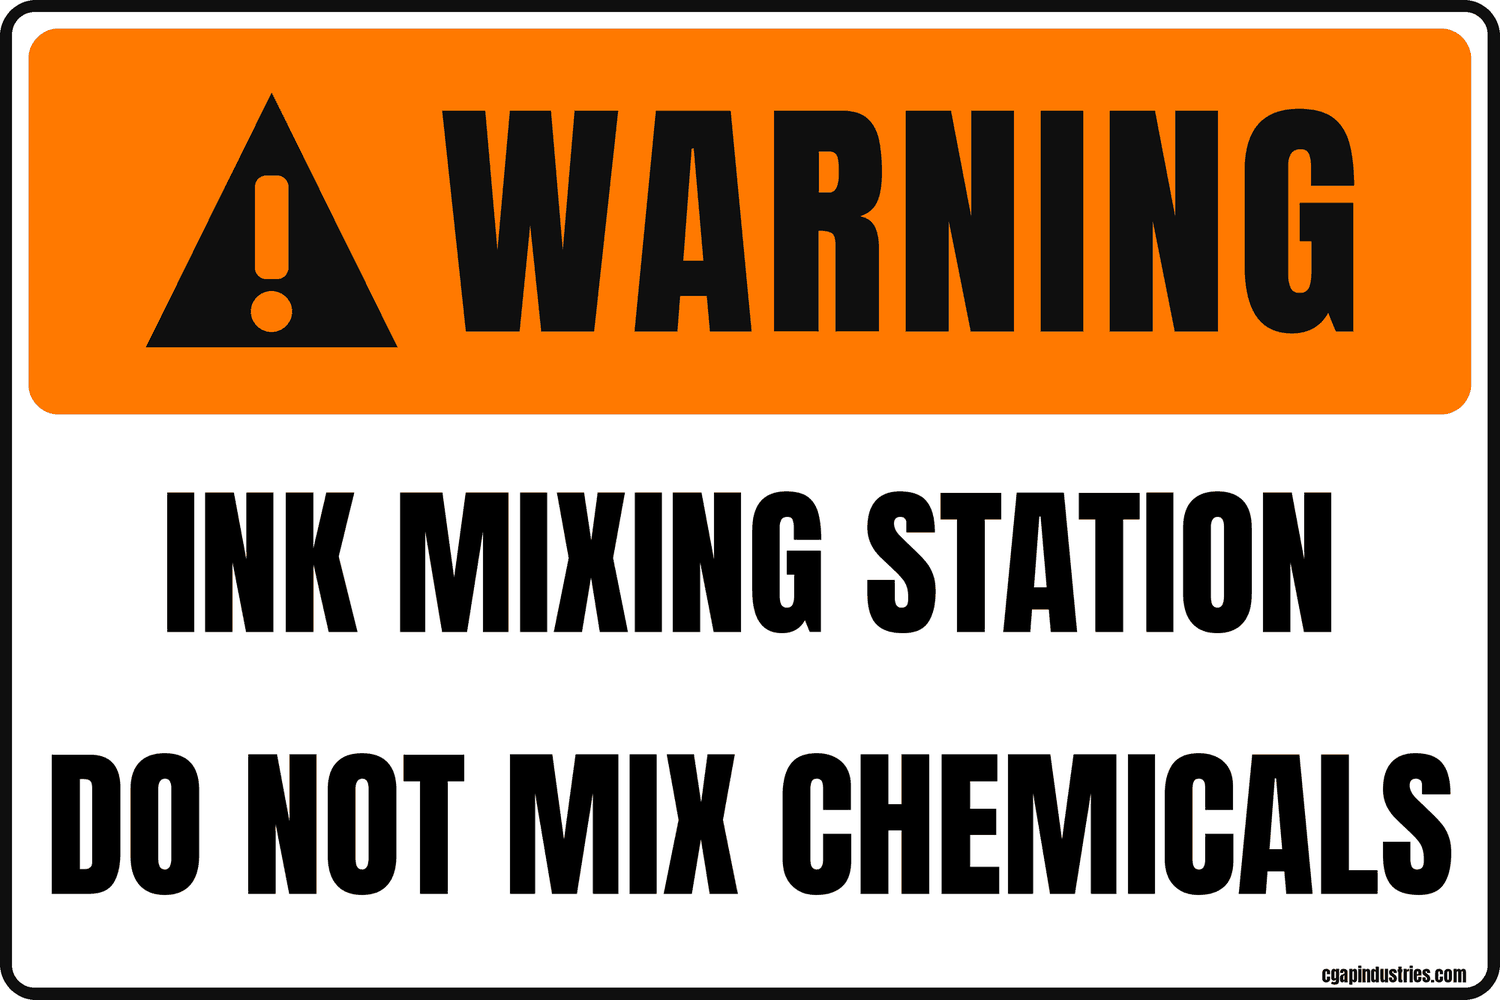 WARNING
INK MIXING STATION
DO NOT MIX CHEMICALS
cgapindustries.com